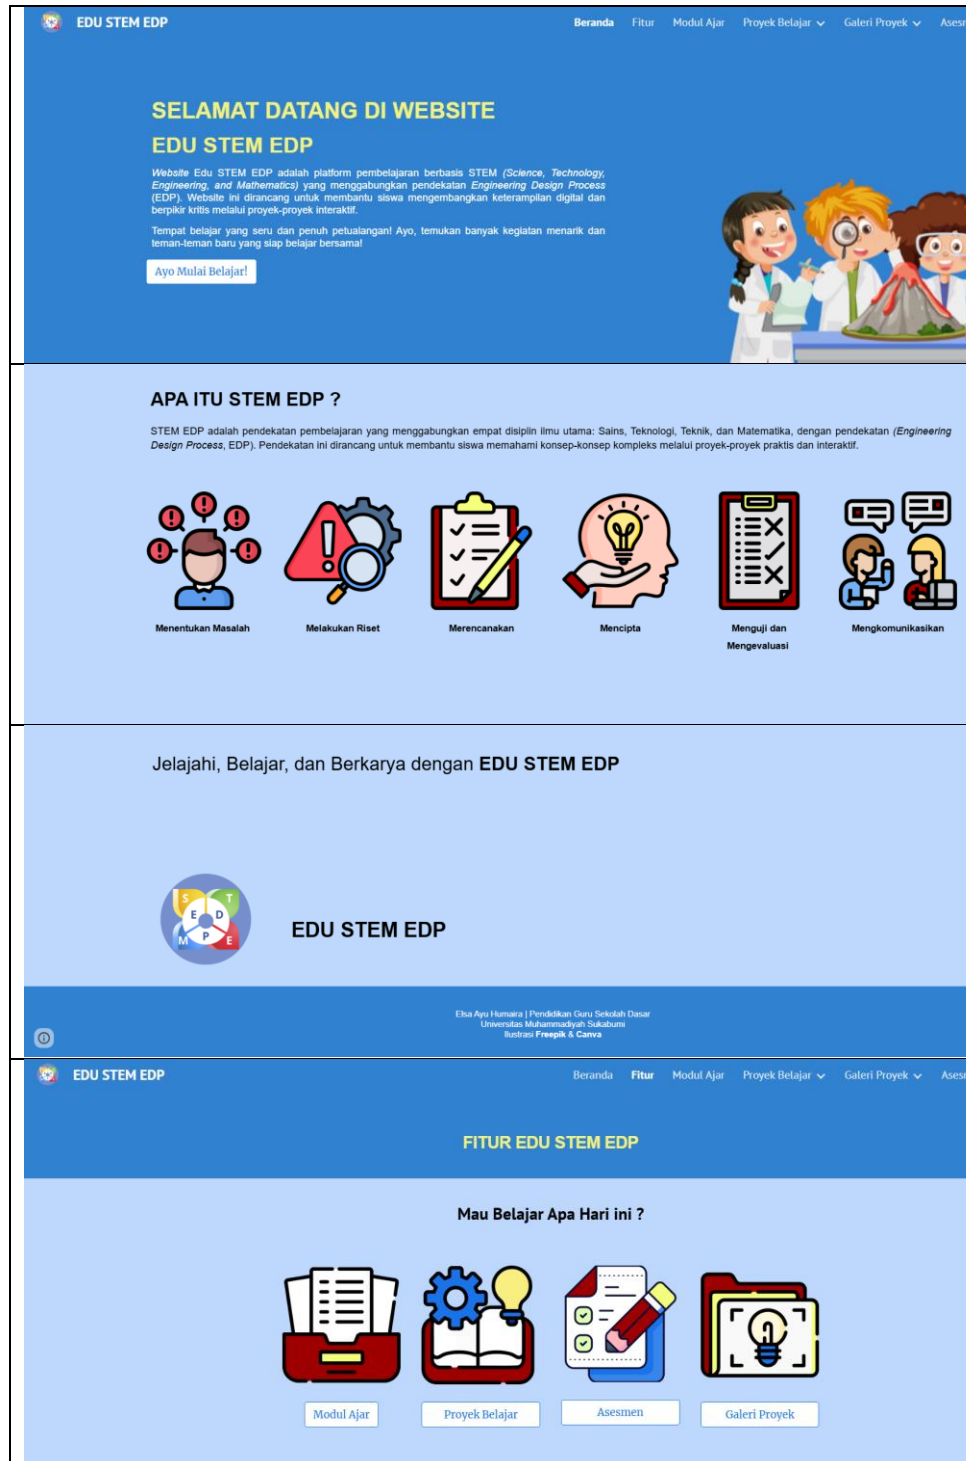 EDU STEM EDP
Beranda Fitur Modul Ajar Proyek Belajar Galeri Proyek
SELAMAT DATANG DI WEBSITE
EDU STEM EDP
Website Edu STEM EDP adalah platform pembelajaran berbasis STEM (Science, Technology,
Engineering, and Mathematics) yang menggabungkan pendekatan Engineering Design Process
(EDP). Website ini dirancang untuk membantu siswa mengembangkan keterampilan digital dan
berpikir kritis melalui proyek-proyek interaktif.
Tempat belajar yang seru dan penuh petualangan! Ayo, temukan banyak kegiatan menarik dan
teman-teman baru yang siap belajar bersama!
Ayo Mulai Belajar!
APA ITU STEM EDP ?
STEM EDP adalah pendekatan pembelajaran yang menggabungkan empat disiplin ilmu utama: Sains, Teknologi, Teknik, dan Matematika, dengan pendekatan (Engineering
Design Process, EDP). Pendekatan ini dirancang untuk membantu siswa memahami konsep-konsep kompleks melalui proyek-proyek praktis dan interaktif.
Menentukan Masalah
Melakukan Riset
Merencanakan
Mencipta
Menguji dan
Mengevaluasi
Mengkomunikasikan
Jelajahi, Belajar, dan Berkarya dengan EDU STEM EDP
S T
E D
P
M E
EDU STEM EDP
Elsa Ayu Humaira | Pendidikan Guru Sekolah Dasar
Universitas Muhammadiyah Sukabumi
Ilustrasi Freepik & Canva
EDU STEM EDP
Beranda Fitur Modul Ajar Proyek Belajar Galeri Proyek
FITUR EDU STEM EDP
Mau Belajar Apa Hari ini ?
Modul Ajar
Proyek Belajar
Asesmen
Galeri Proyek